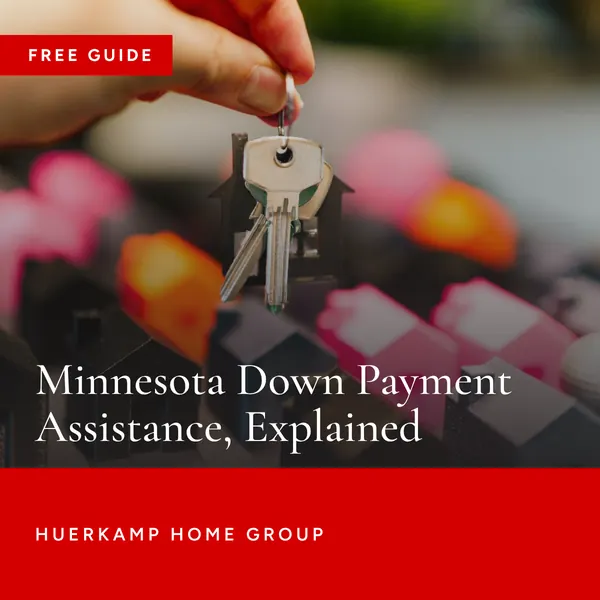 FREE GUIDE
Minnesota Down Payment
Assistance, Explained
HUERKAMP HOME GROUP